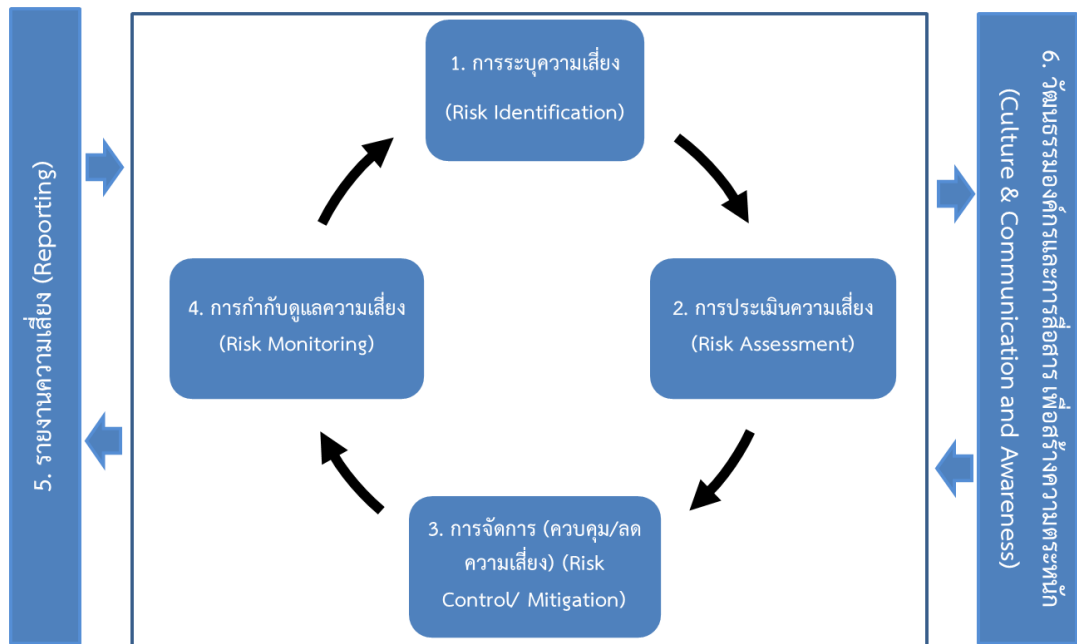 5. รายงานความเสี่ยง (Reporting)
1. การระบุความเสี่ยง
(Risk Identification)
4. การกำกับดูแลความเสี่ยง
(Risk Monitoring)
2. การประเมินความเสี่ยง
(Risk Assessment)
3. การจัดการ (ควบคุม/ลด
ความเสี่ยง) (Risk
Control/ Mitigation)
6. วัฒนธรรมองค์กรและการสื่อสาร เพื่อสร้างความตระหนัก
(Culture & Communication and Awareness)